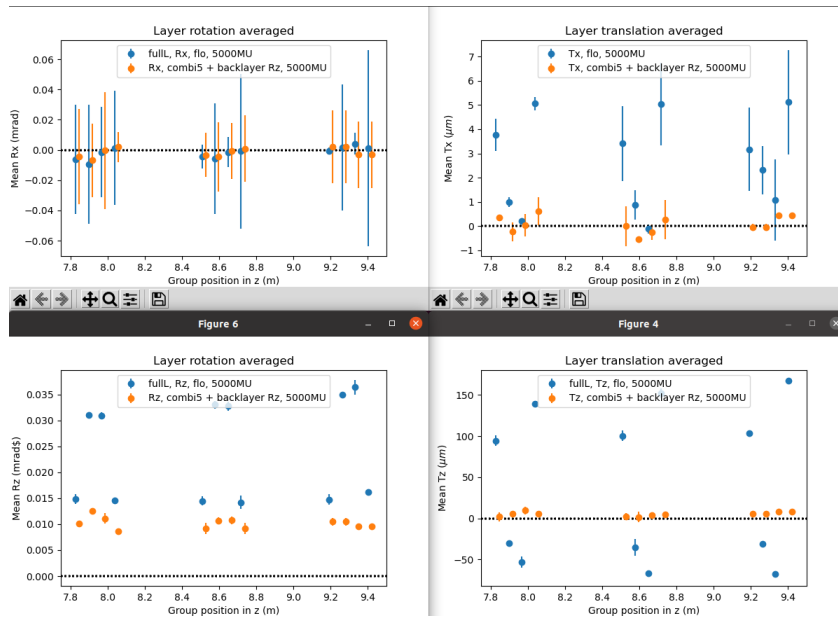 Layer rotation averaged
fullL, Rx, flo, 5000MU
Rx, combi5 + backlayer Rz, 5000MU
Mean Rx (mrad)
0.06
0.04
0.02
0.00
−0.02
−0.04
−0.06
7.8 8.0 8.2 8.4 8.6 8.8 9.0 9.2 9.4
Group position in z (m)
Layer translation averaged
Tx, flo, 5000MU
Tx, combi5 + backlayer Rz, 5000MU
Mean Tx (μm)
7
6
5
4
3
2
1
0
−1
7.8 8.0 8.2 8.4 8.6 8.8 9.0 9.2 9.4
Group position in z (m)
Figure 6
Layer rotation averaged
fullL, Rz, flo, 5000MU
Rz, combi5 + backlayer Rz, 5000MU
Mean Rz (mrad$)
0.035
0.030
0.025
0.020
0.015
0.010
0.005
0.000
7.8 8.0 8.2 8.4 8.6 8.8 9.0 9.2 9.4
Group position in z (m)
Figure 4
Layer translation averaged
fullL, Tz, flo, 5000MU
Tz, combi5 + backlayer Rz, 5000MU
Mean Tz (μm)
150
100
50
0
−50
7.8 8.0 8.2 8.4 8.6 8.8 9.0 9.2 9.4
Group position in z (m)